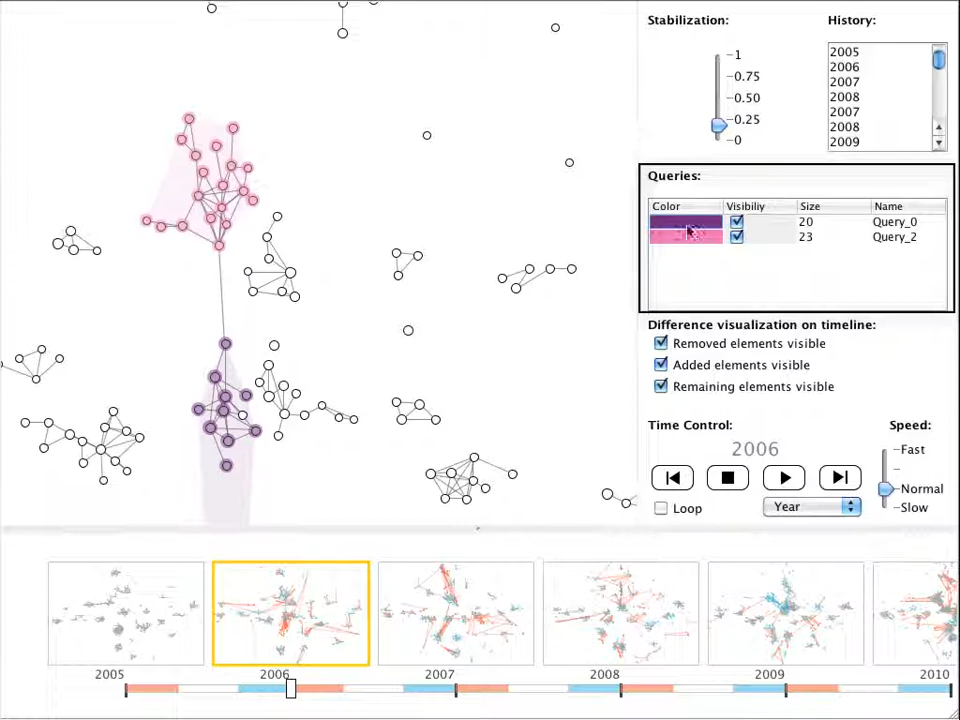 Stabilization:
1
0.75
0.50
0.25
0
History:
2005
2006
2007
2008
2007
2008
2009
Queries:
Color Visibiliy Size Name
20 Query_0
23 Query_2
Difference visualization on timeline:
Removed elements visible
Added elements visible
Remaining elements visible
Time Control:
2006
Loop
Year
Speed:
Fast
Normal
Slow
2005 2006 2007 2008 2009 2010